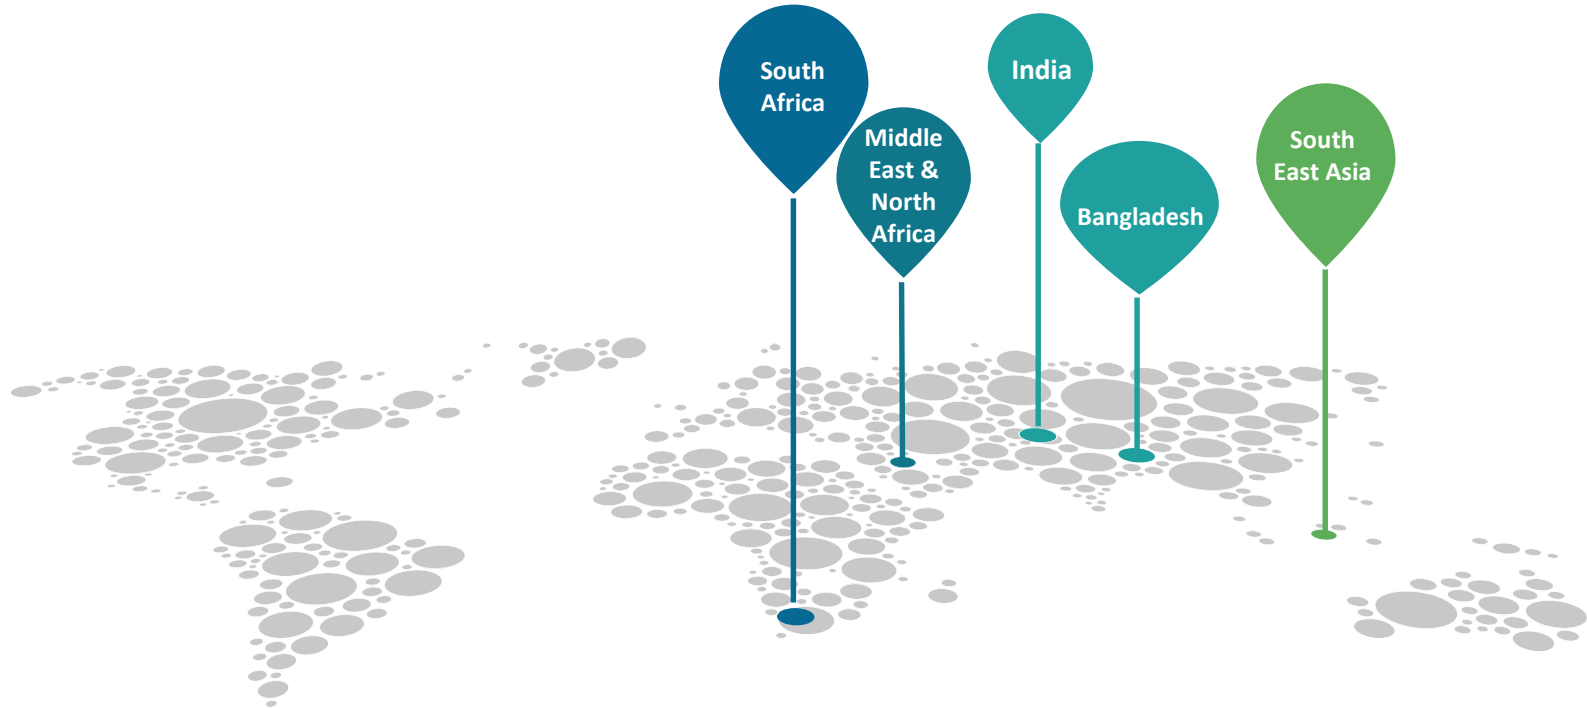 South
Africa
Middle
East &
North
Africa
India
Bangladesh
South
East Asia